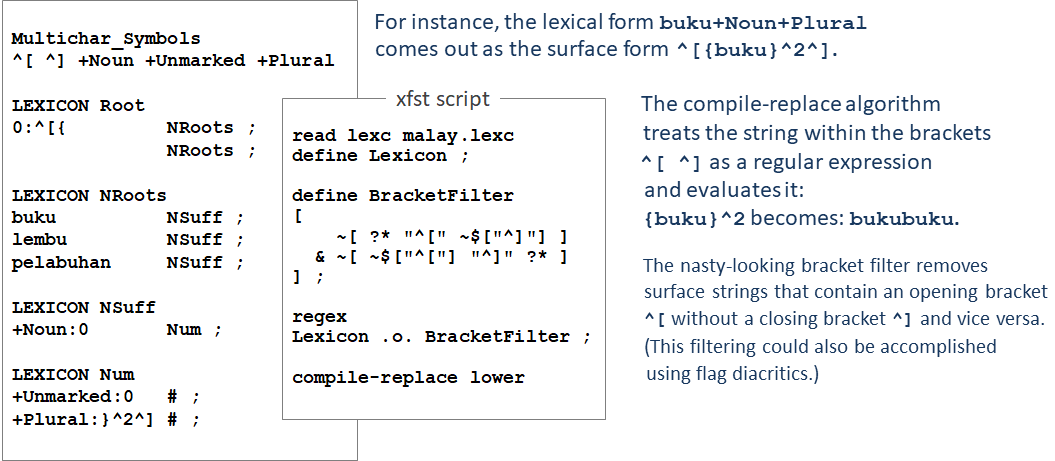 Multichar_Symbols
^[ ^] +Noun +Unmarked +Plural
LEXICON Root
0:^[{ NRoots ;
NRoots ;
LEXICON NRoots
buku NSuff ;
lembu NSuff ;
pelabuhan NSuff ;
LEXICON NSuff
+Noun:0 Num ;
LEXICON Num
+Unmarked:0 # ;
+Plural:}^2^] # ;
xfst script
read lexc malay.lexc
define Lexicon ;
define BracketFilter
[
~[ ?* "^[" ~$["^]"] ]
& ~[ ~$["^["] "^]" ?* ]
] ;
regex
Lexicon .o. BracketFilter ;
compile-replace lower
For instance, the lexical form buku+Noun+Plural
comes out as the surface form ^[{buku}^2^].
The compile-replace algorithm
treats the string within the brackets
^[ ^] as a regular expression
and evaluates it:
{buku}^2 becomes: bukubuku.
The nasty-looking bracket filter removes
surface strings that contain an opening bracket
^[ without a closing bracket ^] and vice versa.
(This filtering could also be accomplished
using flag diacritics.)